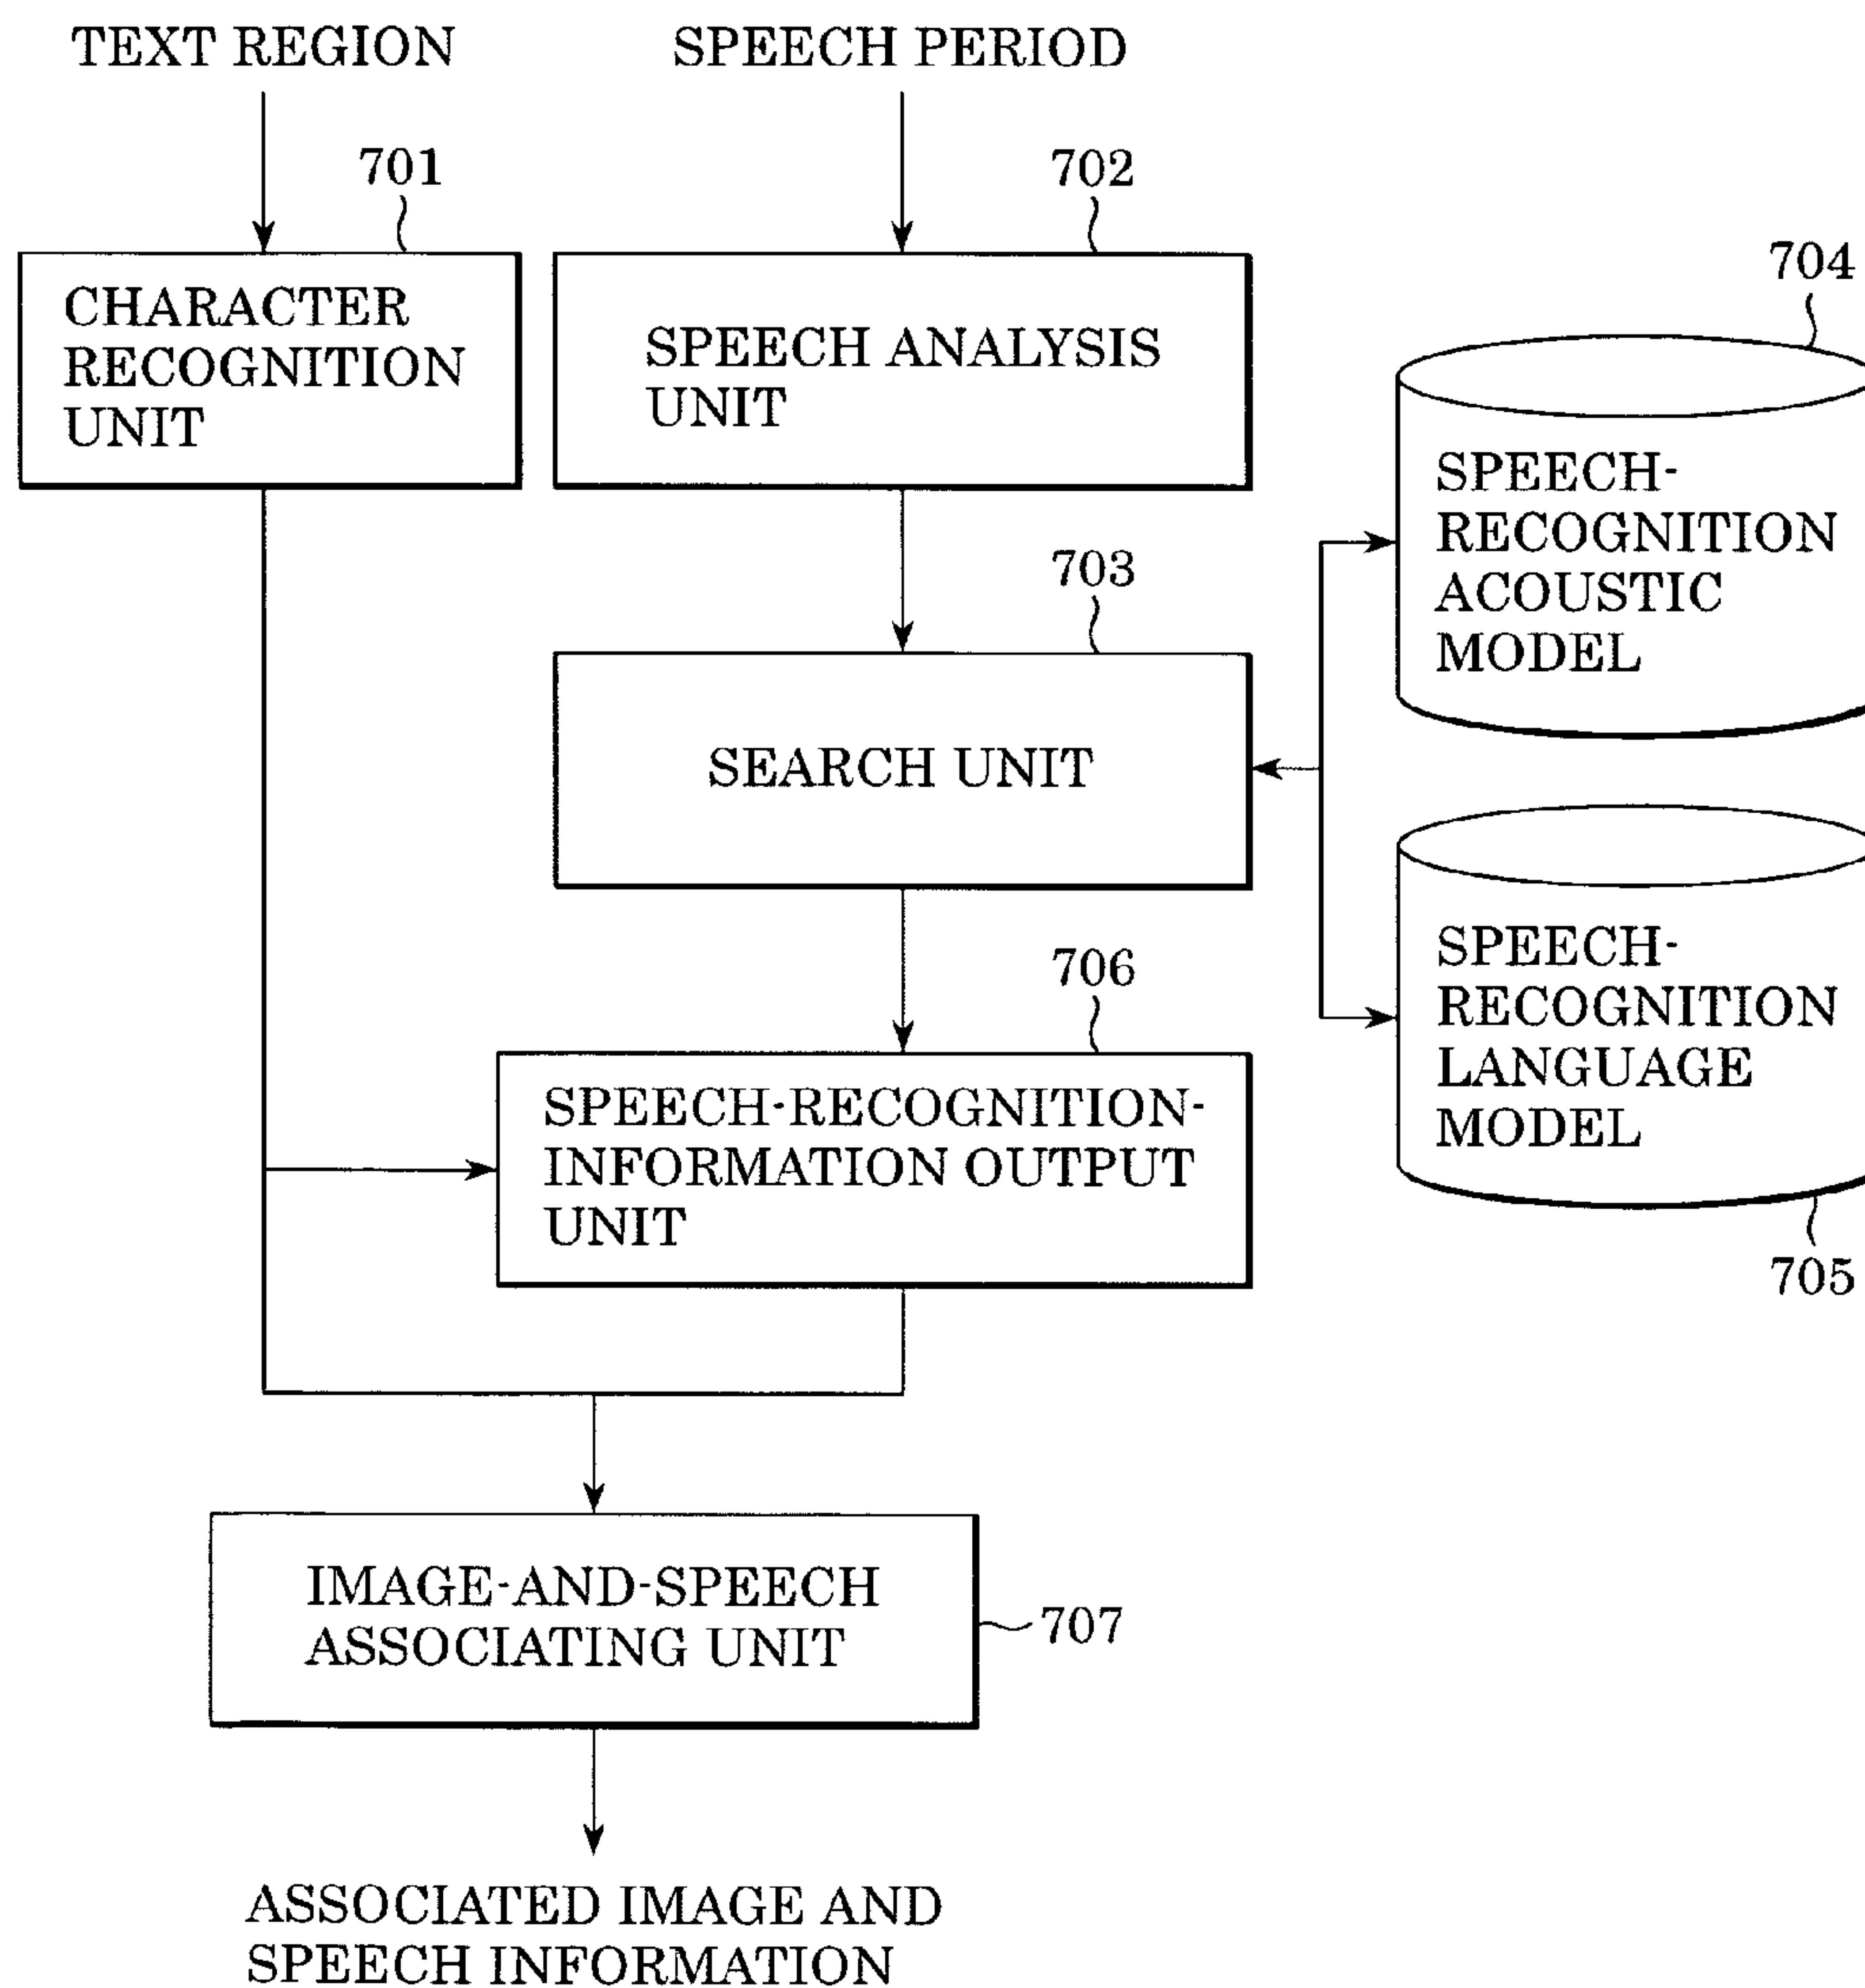 TEXT REGION
SPEECH PERIOD
701
702
704
CHARACTER
RECOGNITION
UNIT
SPEECH ANALYSIS
UNIT
SPEECH-
RECOGNITION
ACOUSTIC
MODEL
703
SEARCH UNIT
706
SPEECH-
RECOGNITION
LANGUAGE
MODEL
705
SPEECH-RECOGNITION-
INFORMATION OUTPUT
UNIT
IMAGE-AND-SPEECH
ASSOCIATING UNIT
707
ASSOCIATED IMAGE AND
SPEECH INFORMATION